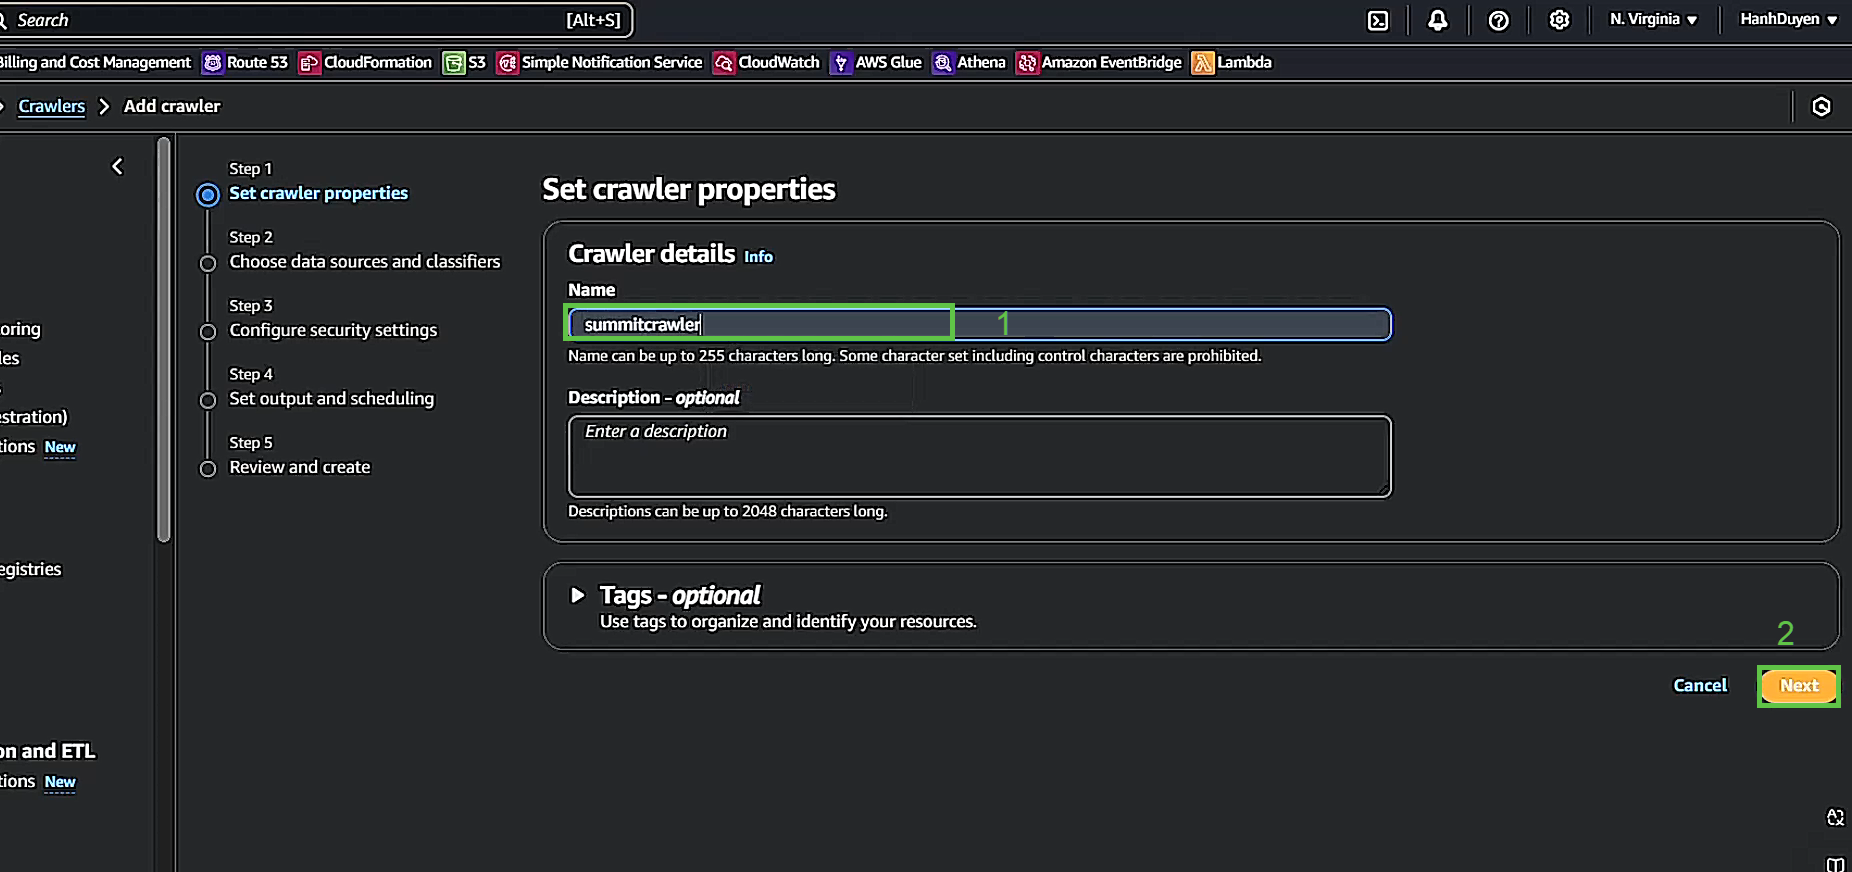 Search [Alt+S] N. Virginia HanhDuyen
Billing and Cost Management Route 53 CloudFormation S3 Simple Notification Service CloudWatch AWS Glue Athena Amazon EventBridge Lambda
Crawlers > Add crawler
oring
les
stration)
tions New
egistries
on and ETL
tions New
Step 1
Set crawler properties
Step 2
Choose data sources and classifiers
Step 3
Configure security settings
Step 4
Set output and scheduling
Step 5
Review and create
Set crawler properties
Crawler details Info
Name
summitcrawler 1
Name can be up to 255 characters long. Some character set including control characters are prohibited.
Description - optional
Enter a description
Descriptions can be up to 2048 characters long.
Tags - optional
Use tags to organize and identify your resources.
2
Cancel Next